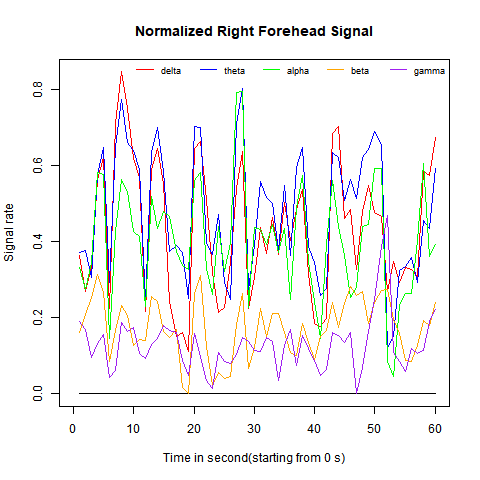 Normalized Right Forehead Signal
delta theta alpha beta gamma
Signal rate
0.8
0.6
0.4
0.2
0.0
0 10 20 30 40 50 60
Time in second(starting from 0 s)